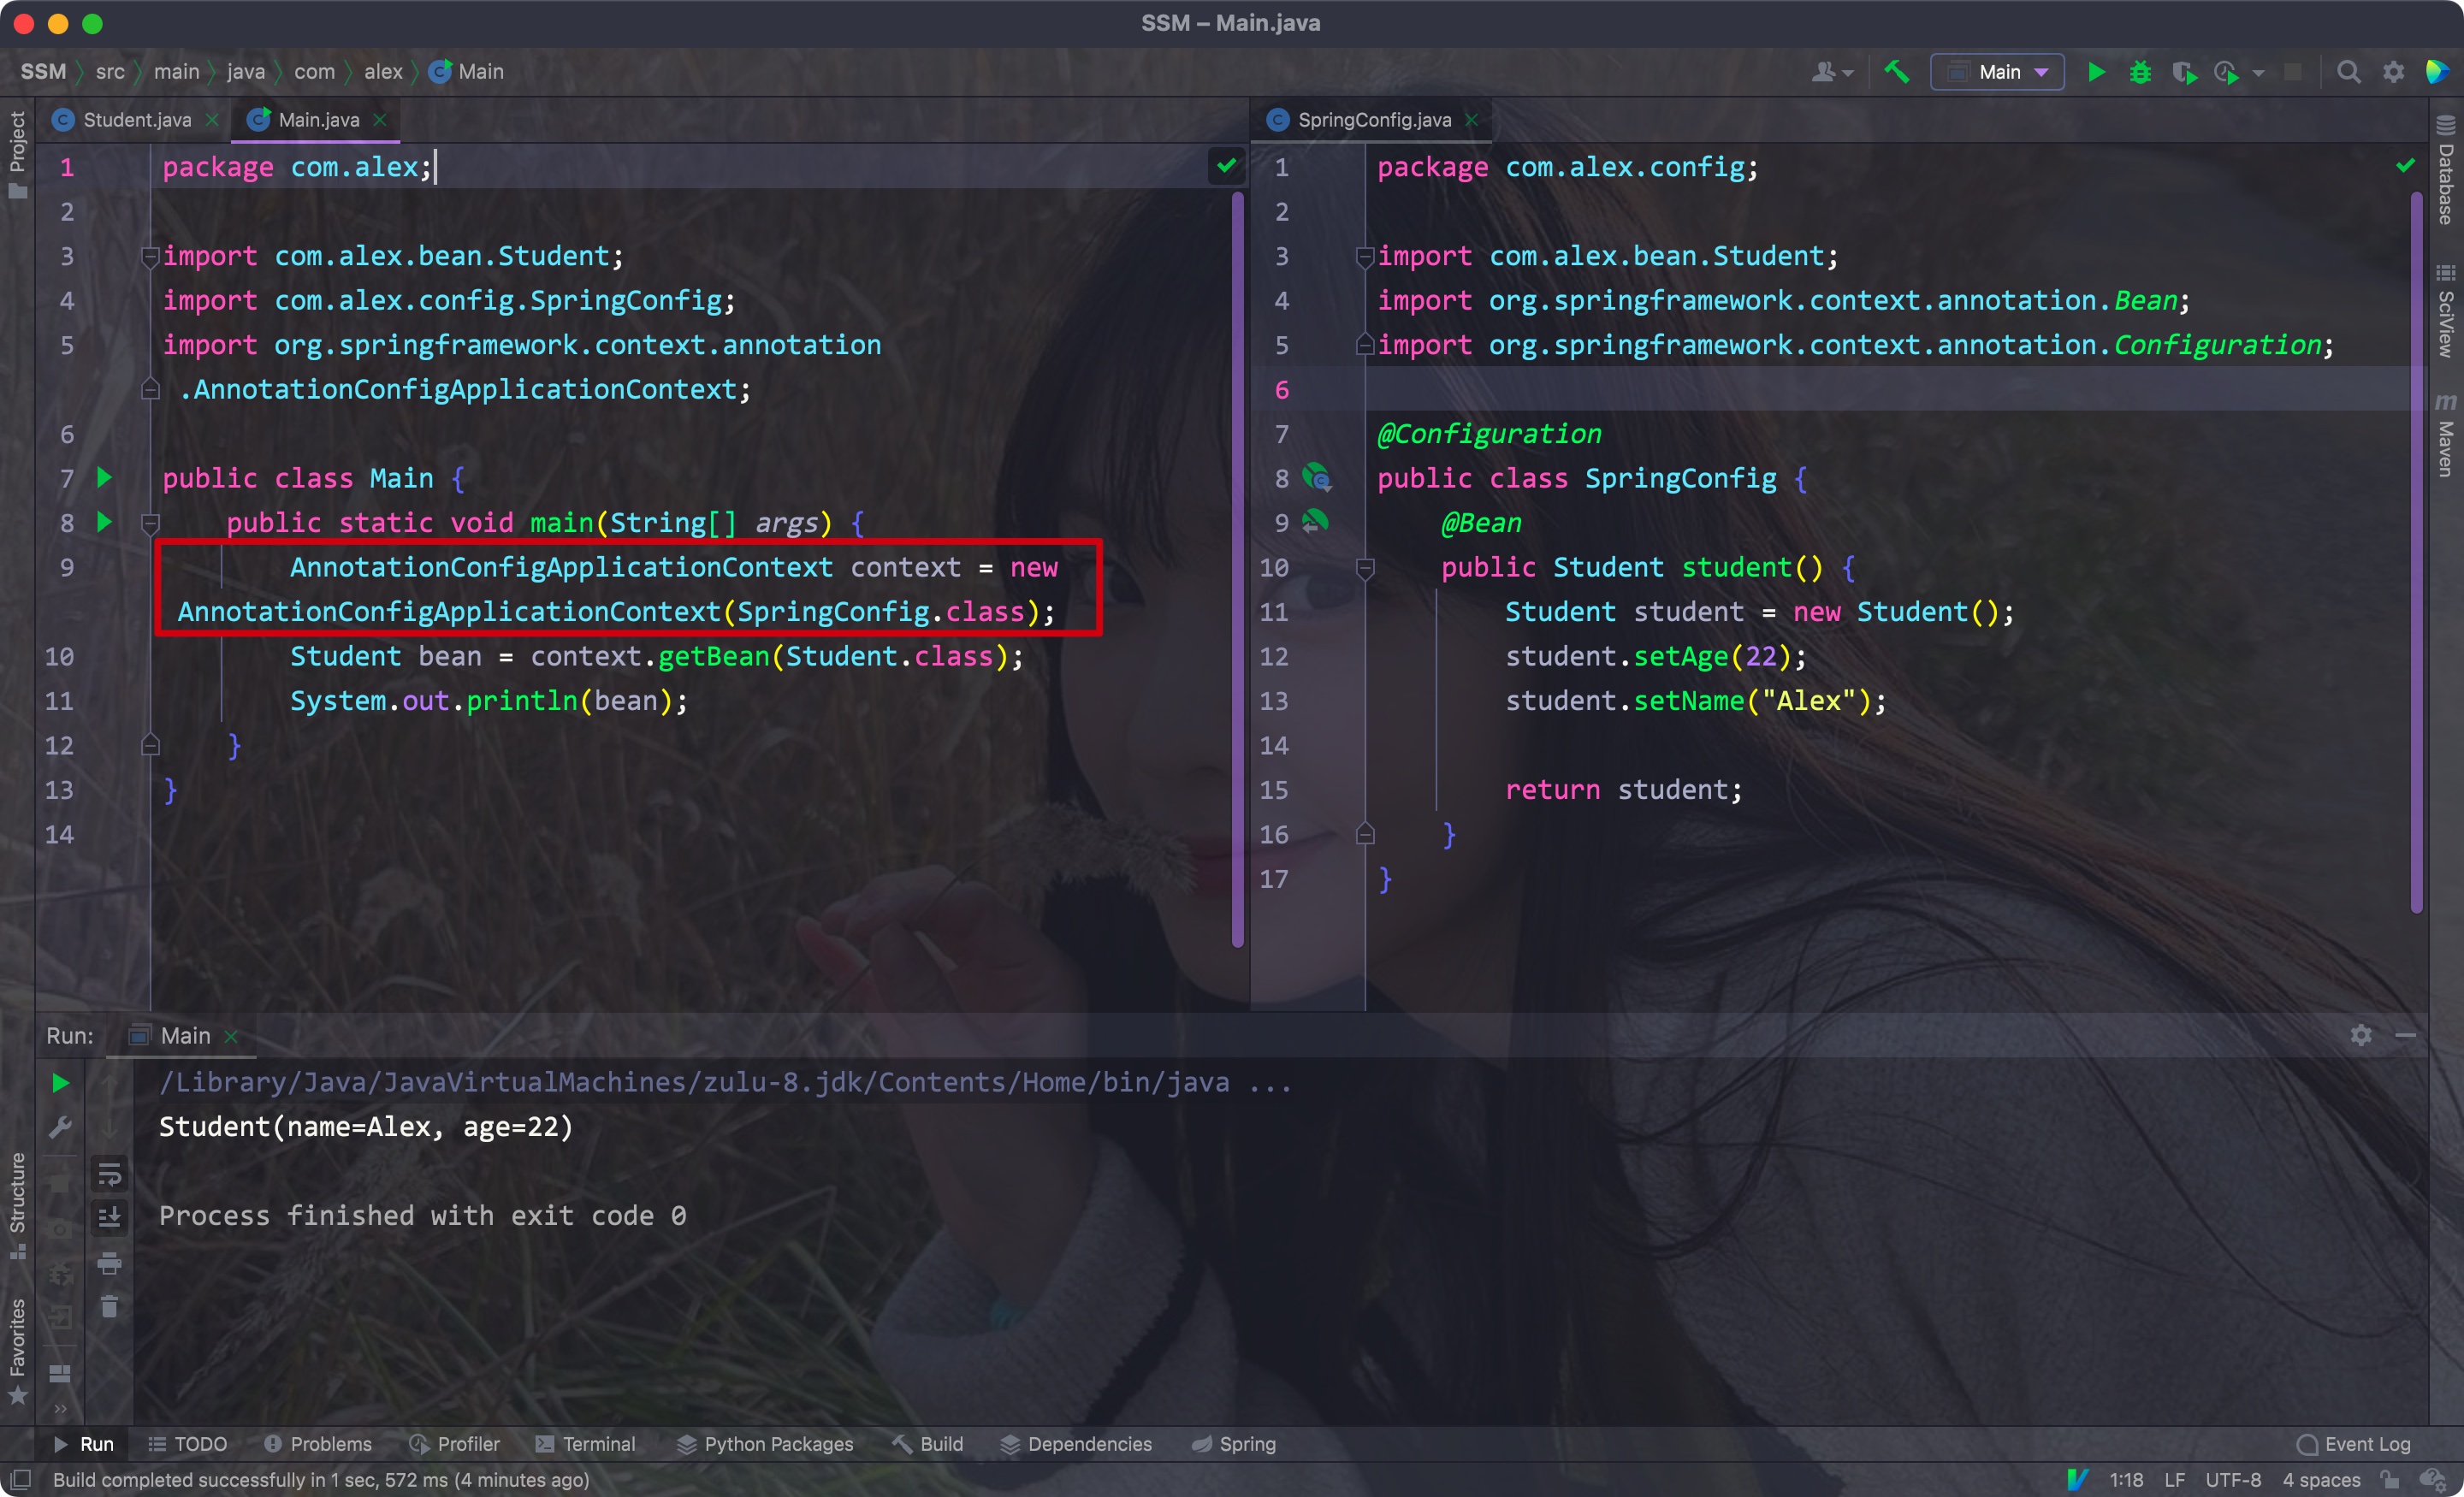 SSM – Main.java
SSM src main java com alex Main
Main
Project
Student.java
Main.java
1 package com.alex;
2
3 import com.alex.bean.Student;
4 import com.alex.config.SpringConfig;
5 import org.springframework.context.annotation
.AnnotationConfigApplicationContext;
6
7 public class Main {
8 public static void main(String[] args) {
9 AnnotationConfigApplicationContext context = new
AnnotationConfigApplicationContext(SpringConfig.class);
10 Student bean = context.getBean(Student.class);
11 System.out.println(bean);
12 }
13 }
14
SpringConfig.java
1 package com.alex.config;
2
3 import com.alex.bean.Student;
4 import org.springframework.context.annotation.Bean;
5 import org.springframework.context.annotation.Configuration;
6
7 @Configuration
8 public class SpringConfig {
9 @Bean
10 public Student student() {
11 Student student = new Student();
12 student.setAge(22);
13 student.setName("Alex");
14
15 return student;
16 }
17 }
Database
SciView
Maven
Run: Main
/Library/Java/JavaVirtualMachines/zulu-8.jdk/Contents/Home/bin/java ...
Student(name=Alex, age=22)
Process finished with exit code 0
Structure
Favorites
Run TODO Problems Profiler Terminal Python Packages Build Dependencies Spring Event Log
Build completed successfully in 1 sec, 572 ms (4 minutes ago) 1:18 LF UTF-8 4 spaces